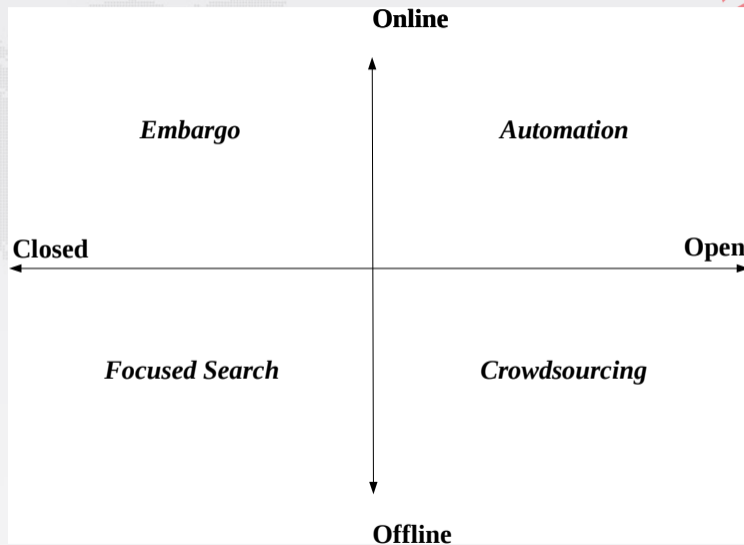 Online
Embargo
Automation
Closed
Open
Focused Search
Crowdsourcing
Offline